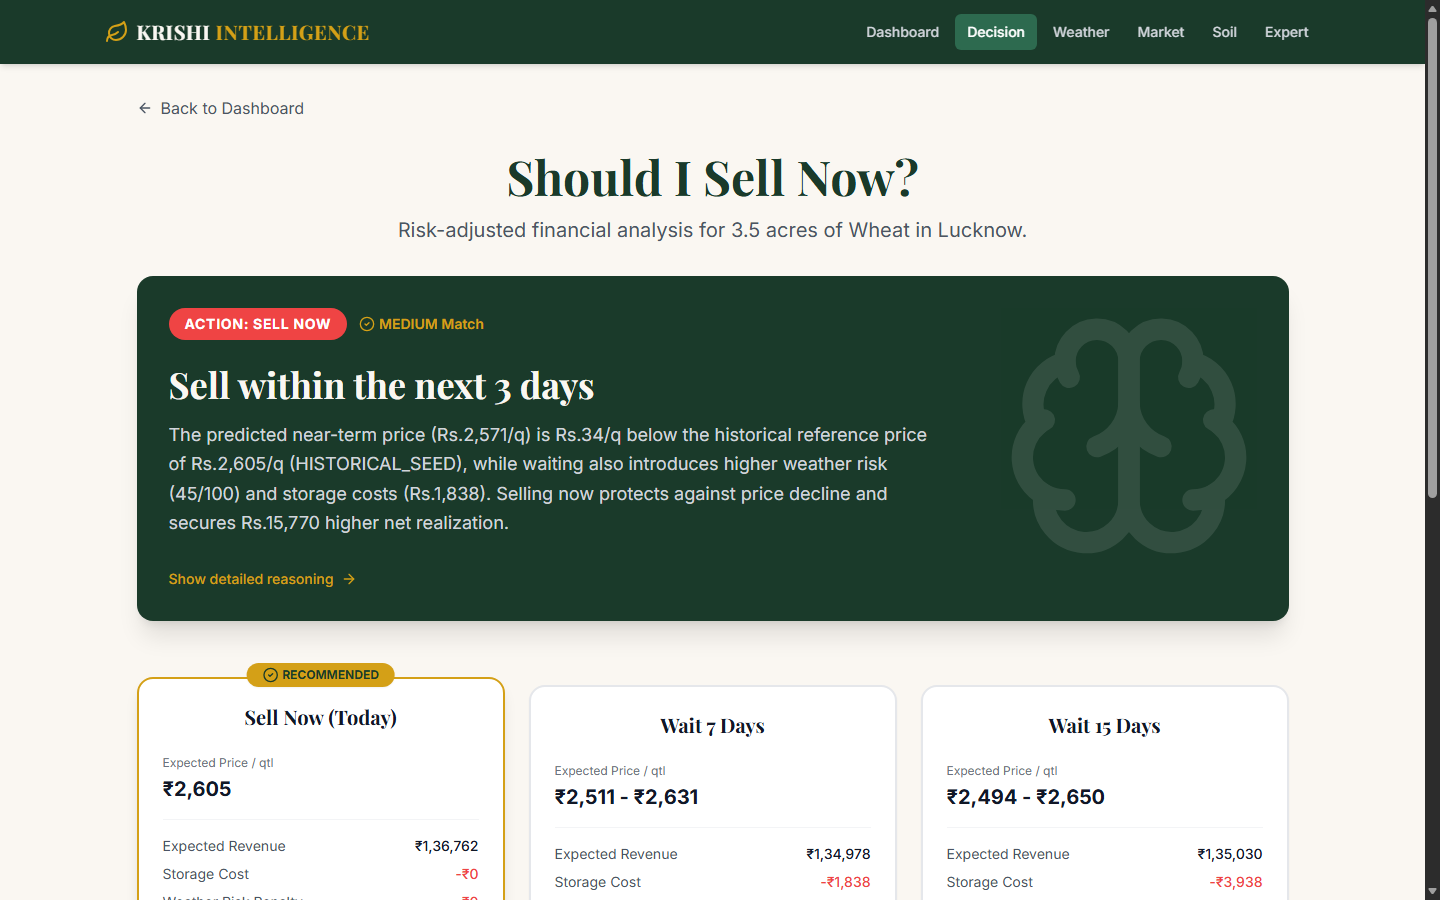 KRISHI INTELLIGENCE
Dashboard Decision Weather Market Soil Expert
Back to Dashboard
Should I Sell Now?
Risk-adjusted financial analysis for 3.5 acres of Wheat in Lucknow.
ACTION: SELL NOW MEDIUM Match
Sell within the next 3 days
The predicted near-term price (Rs.2,571/q) is Rs.34/q below the historical reference price
of Rs.2,605/q (HISTORICAL_SEED), while waiting also introduces higher weather risk
(45/100) and storage costs (Rs.1,838). Selling now protects against price decline and
secures Rs.15,770 higher net realization.
Show detailed reasoning
RECOMMENDED
Sell Now (Today)
Expected Price / qtl
₹2,605
Expected Revenue ₹1,36,762
Storage Cost -₹0
Weather Risk Penalty -₹0
Wait 7 Days
Expected Price / qtl
₹2,511 - ₹2,631
Expected Revenue ₹1,34,978
Storage Cost -₹1,838
Wait 15 Days
Expected Price / qtl
₹2,494 - ₹2,650
Expected Revenue ₹1,35,030
Storage Cost -₹3,938